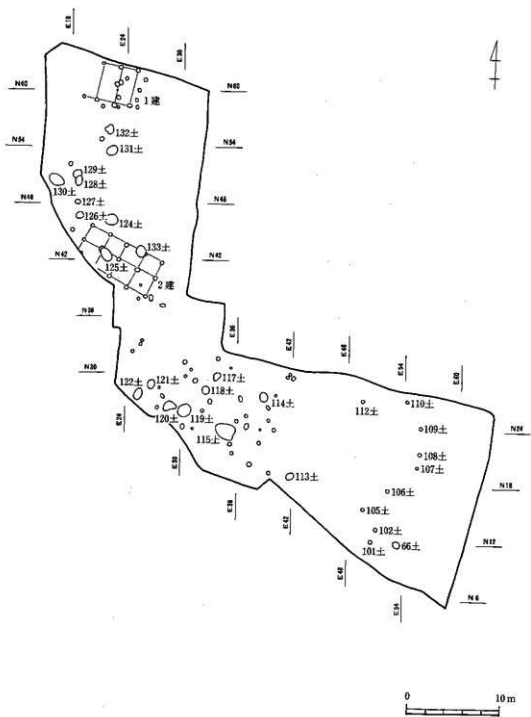 E18
E24
E30
N60
N60
1建
132土
N54
131土
N54
129土
128土
130土
N48
N48
127土
126土
124土
133土
N42
N42
125土
2建
N36
E36
E42
E48
N30
E54
E60
117土
121土
122土
118土
114土
112土
110土
120土
119土
E24
109土
N24
115土
108土
107土
E30
113土
106土
N18
E36
105土
E42
102土
101土
66土
N12
E48
E54
N6
0
10m